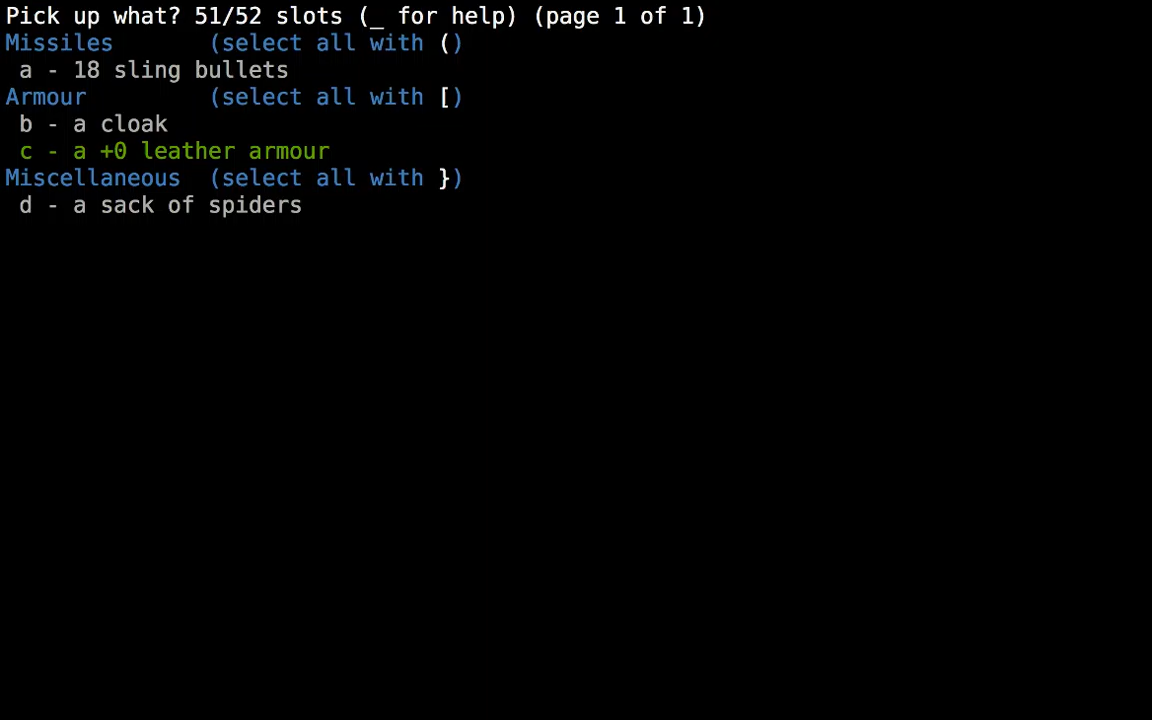 Pick up what? 51/52 slots (_ for help) (page 1 of 1)
Missiles (select all with ()
a - 18 sling bullets
Armour (select all with [)
b - a cloak
c - a +0 leather armour
Miscellaneous (select all with })
d - a sack of spiders